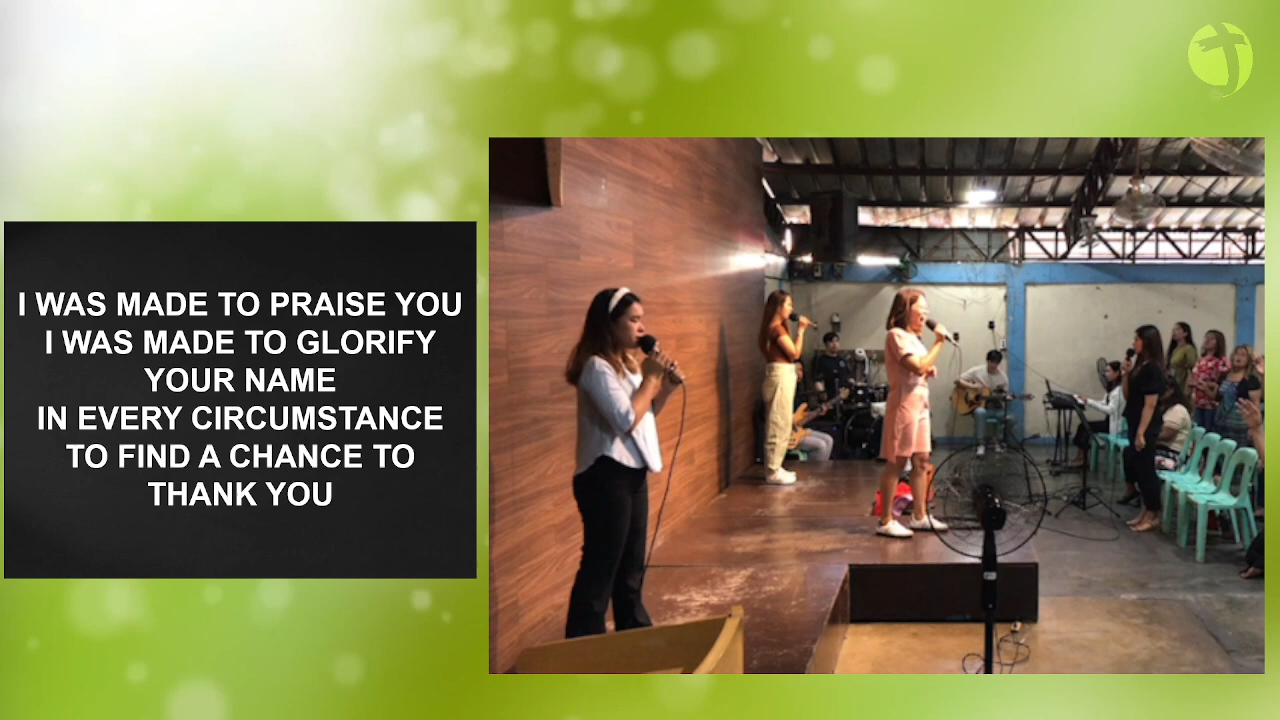 I WAS MADE TO PRAISE YOU
I WAS MADE TO GLORIFY
YOUR NAME
IN EVERY CIRCUMSTANCE
TO FIND A CHANCE TO
THANK YOU